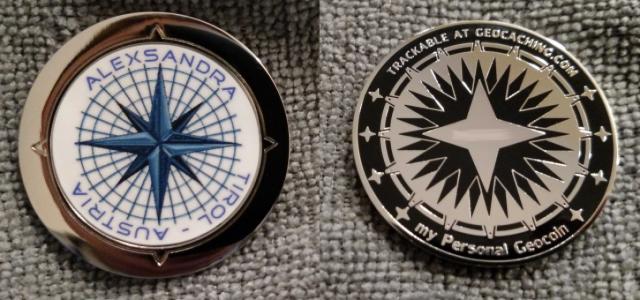 ALEXSANDRA
TIROL - AUSTRIA
TRACKABLE AT GEOCACHING.COM
my Personal Geocoin